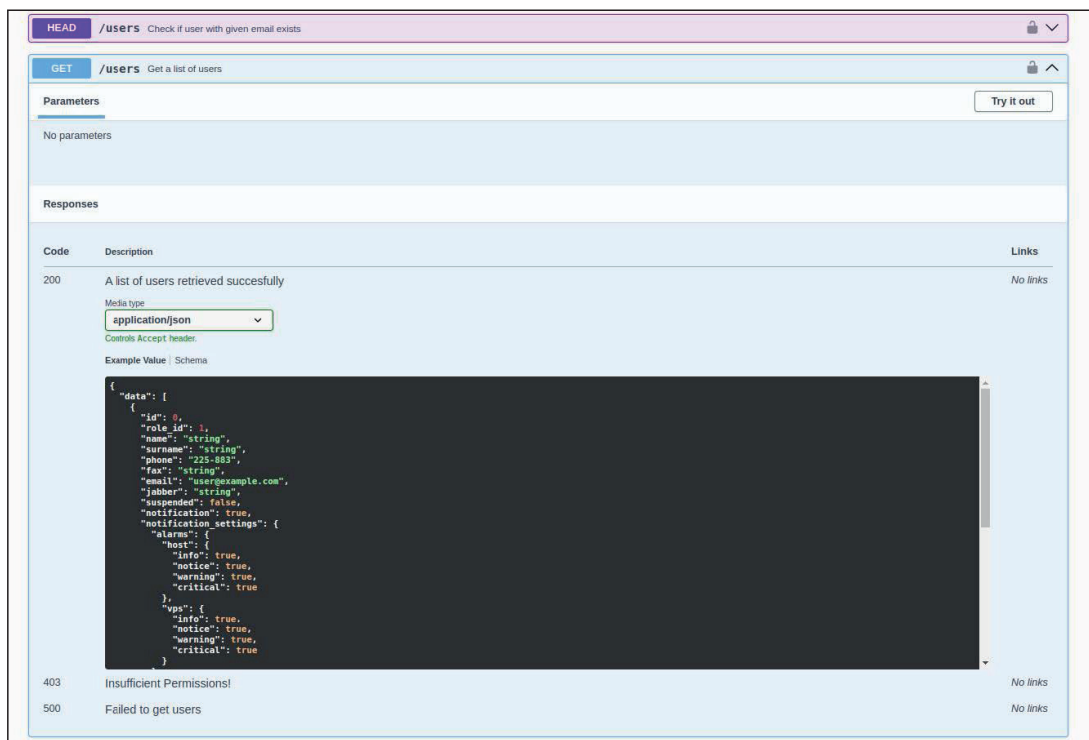 HEAD /users Check if user with given email exists
GET /users Get a list of users
Parameters Try it out
No parameters
Responses
Code Description Links
200 A list of users retrieved succesfully No links
Media type
application/json
Controls Accept header.
Example Value | Schema
{
  "data": [
    {
      "id": 0,
      "role_id": 1,
      "name": "string",
      "surname": "string",
      "phone": "225-883",
      "fax": "string",
      "email": "user@example.com",
      "jabber": "string",
      "suspended": false,
      "notification": true,
      "notification_settings": {
        "alarms": {
          "host": {
            "info": true,
            "notice": true,
            "warning": true,
            "critical": true
          },
          "vps": {
            "info": true,
            "notice": true,
            "warning": true,
            "critical": true
          }
403 Insufficient Permissions! No links
500 Failed to get users No links